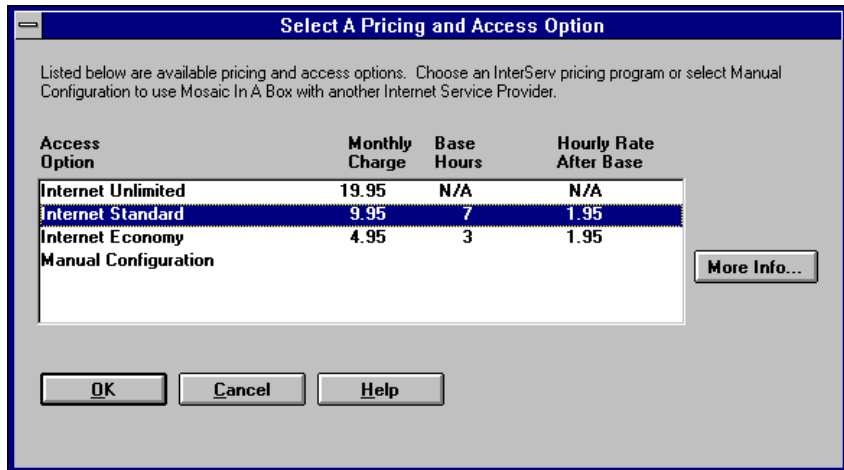 Select A Pricing and Access Option
Listed below are available pricing and access options. Choose an InterServ pricing program or select Manual
Configuration to use Mosaic In A Box with another Internet Service Provider.
Access Monthly Base Hourly Rate
Option Charge Hours After Base
Internet Unlimited 19.95 N/A N/A
Internet Standard 9.95 7 1.95
Internet Economy 4.95 3 1.95
Manual Configuration
More Info...
OK Cancel Help